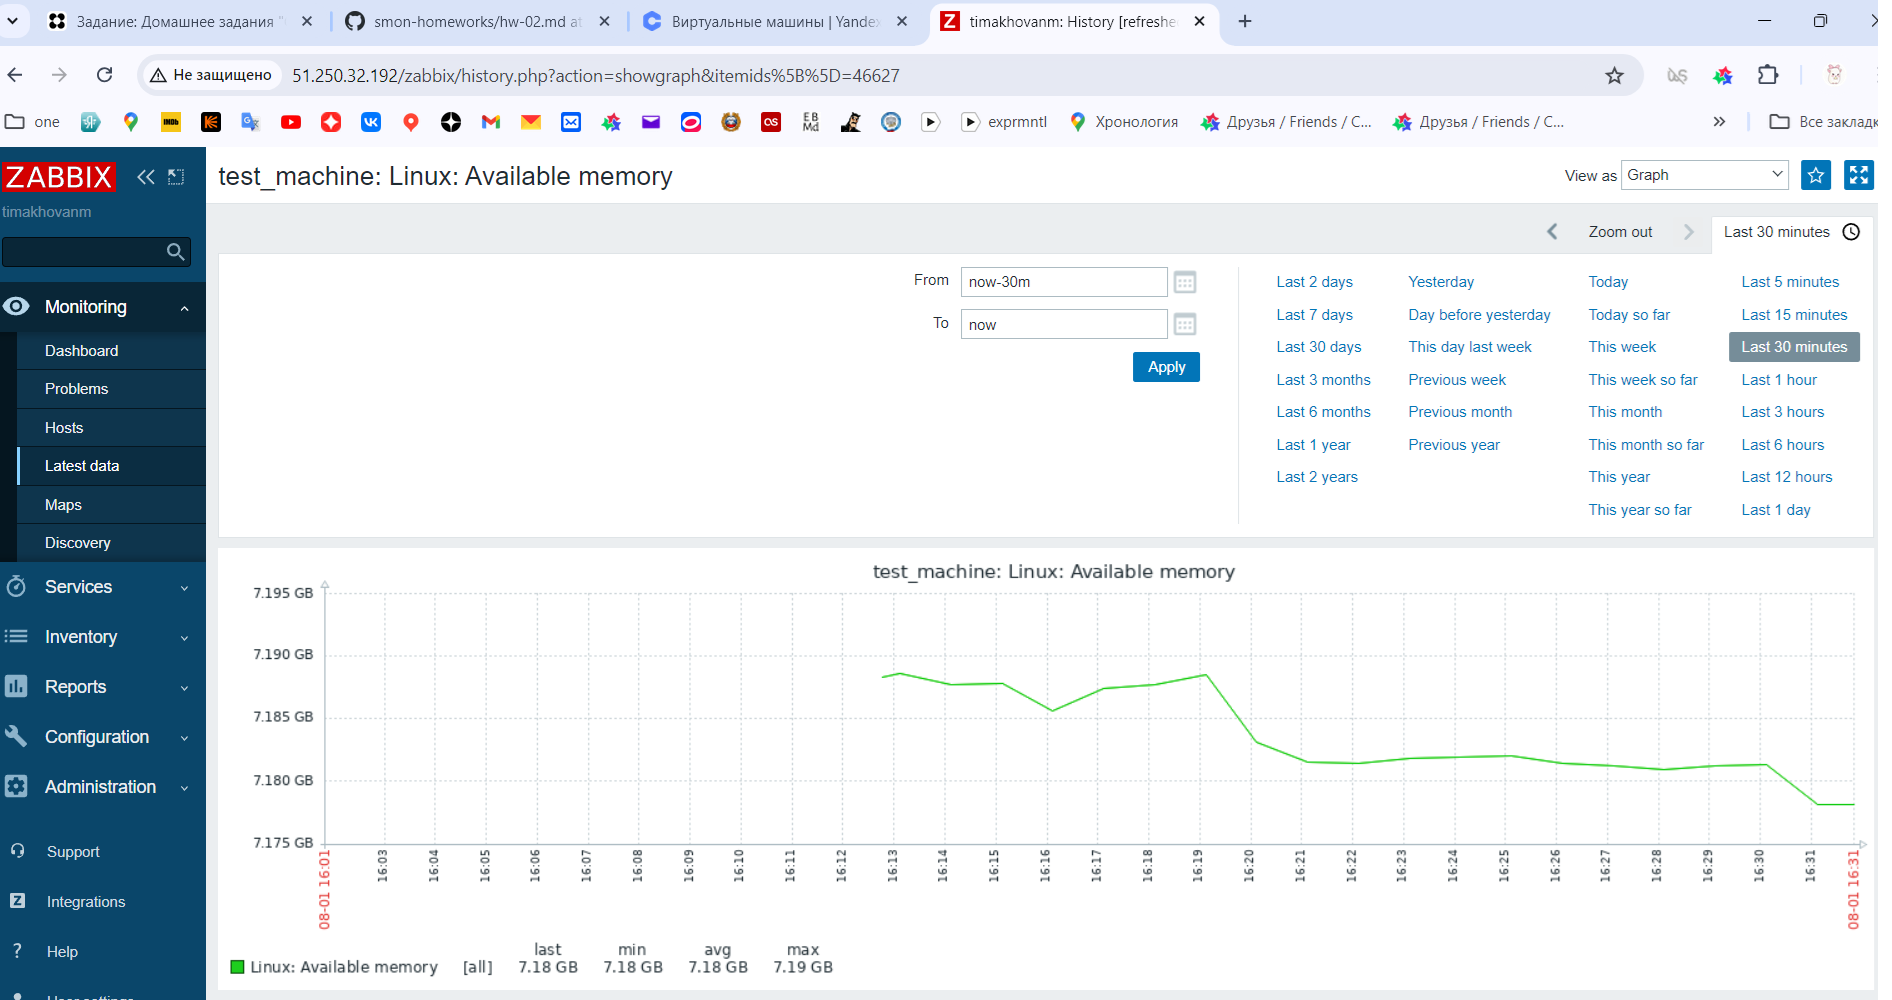 Задание: Домашнее задания "
smon-homeworks/hw-02.md at
Виртуальные машины | Yandex
Z timakhovanm: History [refreshe
Не защищено
51.250.32.192/zabbix/history.php?action=showgraph&itemids%5B%5D=46627
one
exprmntl
Хронология
Друзья / Friends / C...
Друзья / Friends / C...
Все закладк
ZABBIX
timakhovanm
test_machine: Linux: Available memory
View as Graph
Zoom out
Last 30 minutes
From now-30m
To now
Apply
Last 2 days Yesterday Today Last 5 minutes
Last 7 days Day before yesterday Today so far Last 15 minutes
Last 30 days This day last week This week Last 30 minutes
Last 3 months Previous week This week so far Last 1 hour
Last 6 months Previous month This month Last 3 hours
Last 1 year Previous year This month so far Last 6 hours
Last 2 years This year Last 12 hours
This year so far Last 1 day
Monitoring
Dashboard
Problems
Hosts
Latest data
Maps
Discovery
Services
Inventory
Reports
Configuration
Administration
Support
Z Integrations
? Help
User settings
test_machine: Linux: Available memory
7.195 GB
7.190 GB
7.185 GB
7.180 GB
7.175 GB
08-01 16:01 16:03 16:04 16:05 16:06 16:07 16:08 16:09 16:10 16:11 16:12 16:13 16:14 16:15 16:16 16:17 16:18 16:19 16:20 16:21 16:22 16:23 16:24 16:25 16:26 16:27 16:28 16:29 16:30 16:31 08-01 16:31
last min avg max
Linux: Available memory [all] 7.18 GB 7.18 GB 7.18 GB 7.19 GB